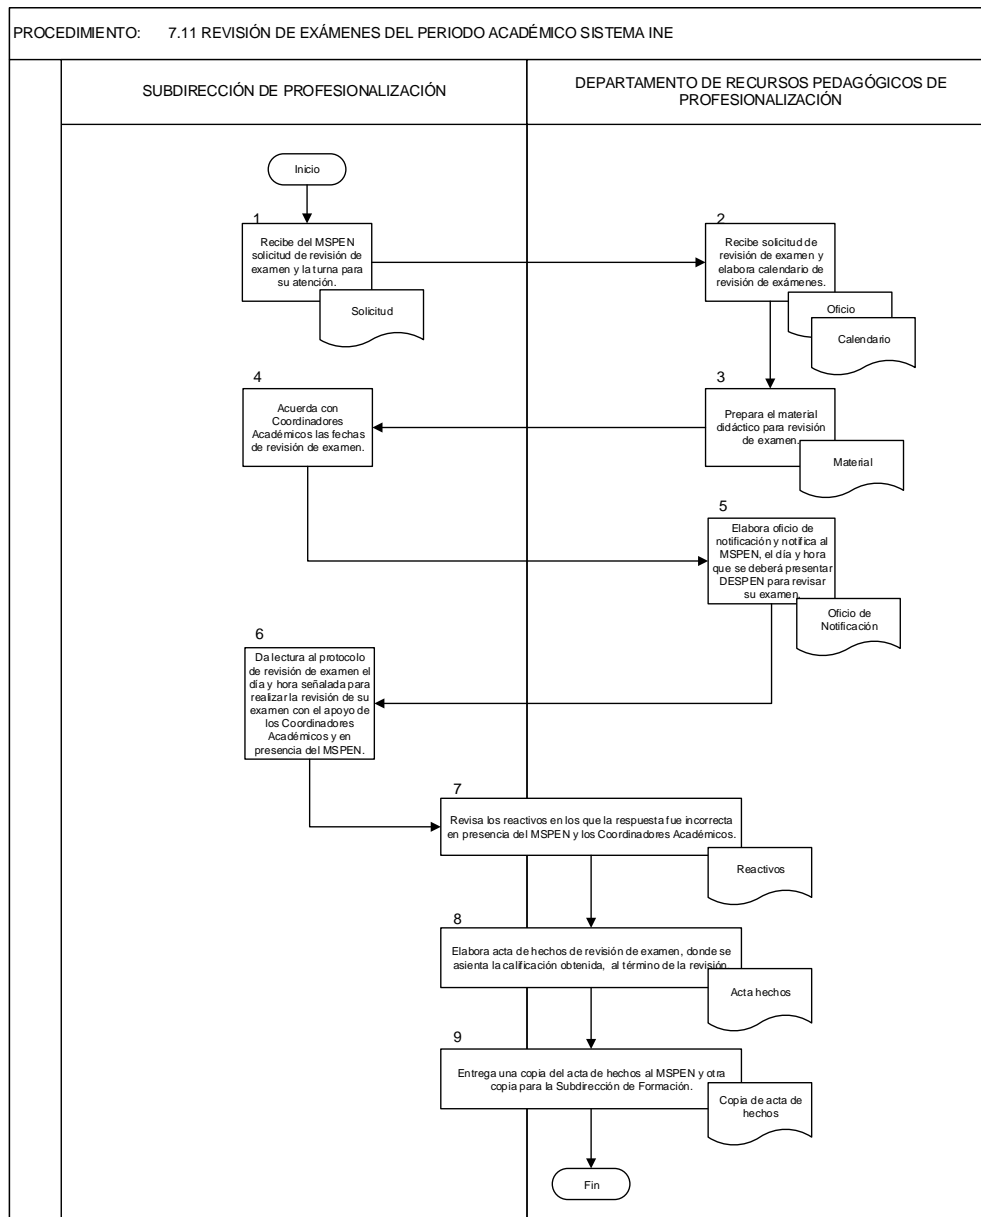 PROCEDIMIENTO: 7.11 REVISIÓN DE EXÁMENES DEL PERIODO ACADÉMICO SISTEMA INE
SUBDIRECCIÓN DE PROFESIONALIZACIÓN
DEPARTAMENTO DE RECURSOS PEDAGÓGICOS DE
PROFESIONALIZACIÓN
Inicio
1
Recibe del MSPEN
solicitud de revisión de
examen y la turna para
su atención.
Solicitud
2
Recibe solicitud de
revisión de examen y
elabora calendario de
revisión de exámenes.
Oficio
Calendario
3
Prepara el material
didáctico para revisión
de examen.
Material
4
Acuerda con
Coordinadores
Académicos las fechas
de revisión de examen.
5
Elabora oficio de
notificación y notifica al
MSPEN, el día y hora
que se deberá presentar
DESPEN para revisar
su examen.
Oficio de
Notificación
6
Da lectura al protocolo
de revisión de examen el
día y hora señalada para
realizar la revisión de su
examen con el apoyo de
los Coordinadores
Académicos y en
presencia del MSPEN.
7
Revisa los reactivos en los que la respuesta fue incorrecta
en presencia del MSPEN y los Coordinadores Académicos.
Reactivos
8
Elabora acta de hechos de revisión de examen, donde se
asienta la calificación obtenida, al término de la revisión.
Acta hechos
9
Entrega una copia del acta de hechos al MSPEN y otra
copia para la Subdirección de Formación.
Copia de acta de
hechos
Fin